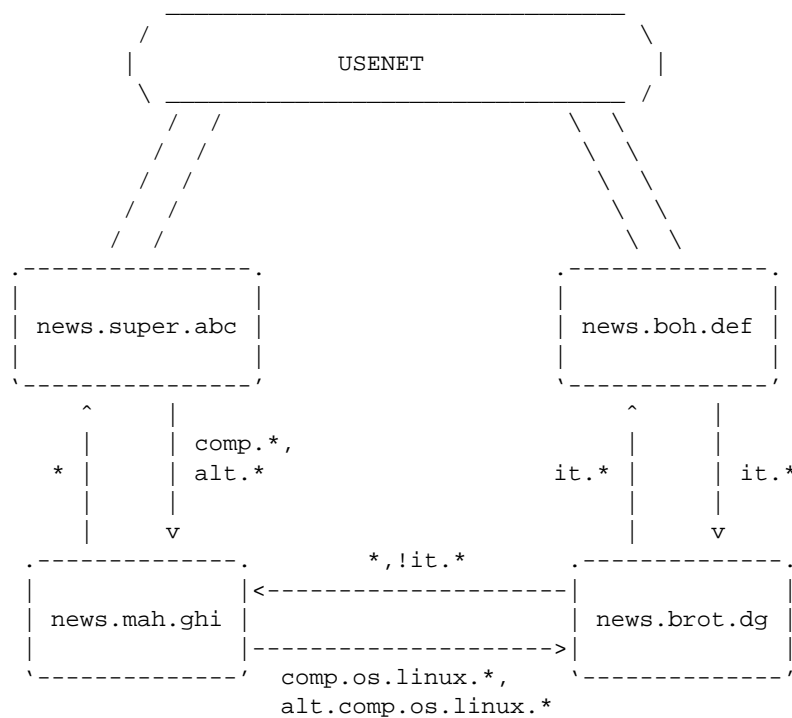 USENET
news.super.abc
news.boh.def
comp.*,
* alt.*
it.* it.*
*,!it.*
news.mah.ghi
news.brot.dg
comp.os.linux.*,
alt.comp.os.linux.*